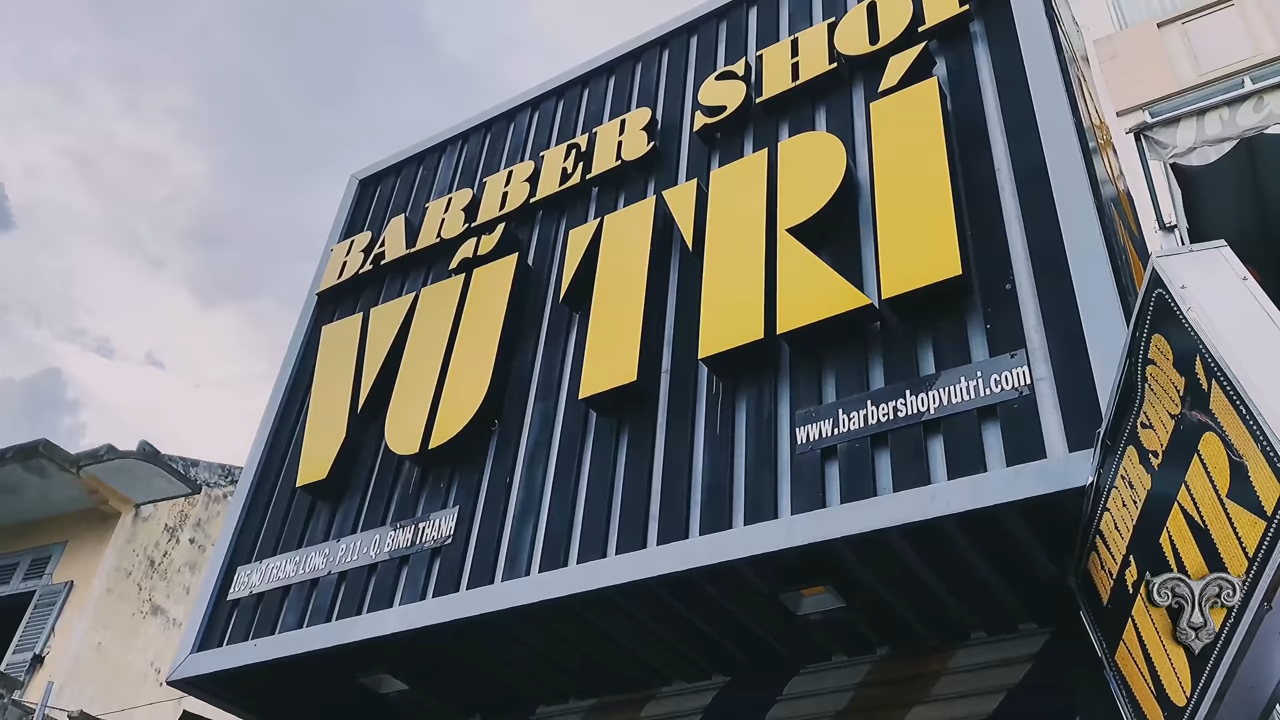 BARBER SHOP
VŨ TRÍ
www.barbershopvutri.com
105 NƠ TRANG LONG - P.11 - Q. BÌNH THẠNH
BARBER SHOP
VŨ TRÍ